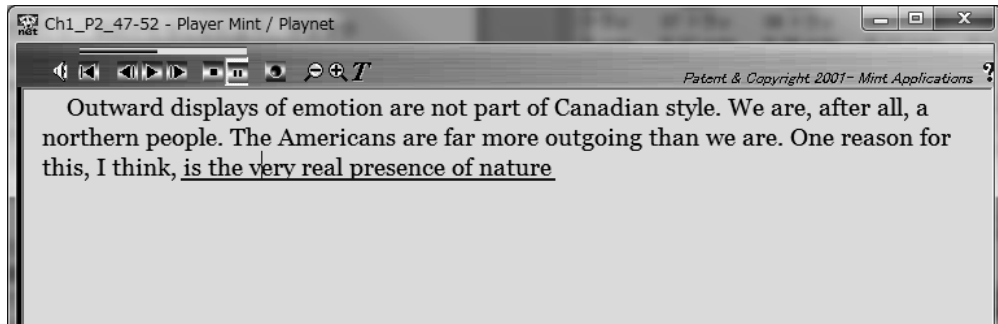 net Ch1_P2_47-52 - Player Mint / Playnet
T
Patent & Copyright 2001- Mint Applications ?
Outward displays of emotion are not part of Canadian style. We are, after all, a
northern people. The Americans are far more outgoing than we are. One reason for
this, I think, is the very real presence of nature